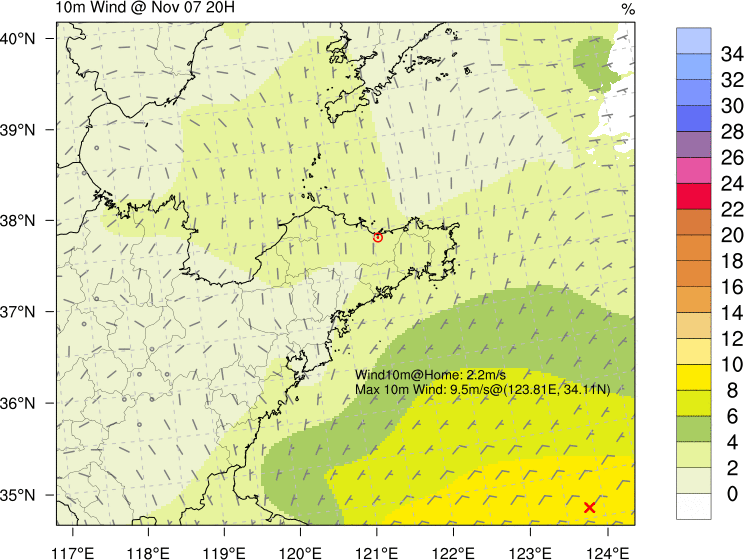 10m Wind @ Nov 07 20H
%
40°N
39°N
38°N
37°N
36°N
35°N
Wind10m@Home: 2.2m/s
Max 10m Wind: 9.5m/s@(123.81E, 34.11N)
117°E 118°E 119°E 120°E 121°E 122°E 123°E 124°E
34
32
30
28
26
24
22
20
18
16
14
12
10
8
6
4
2
0